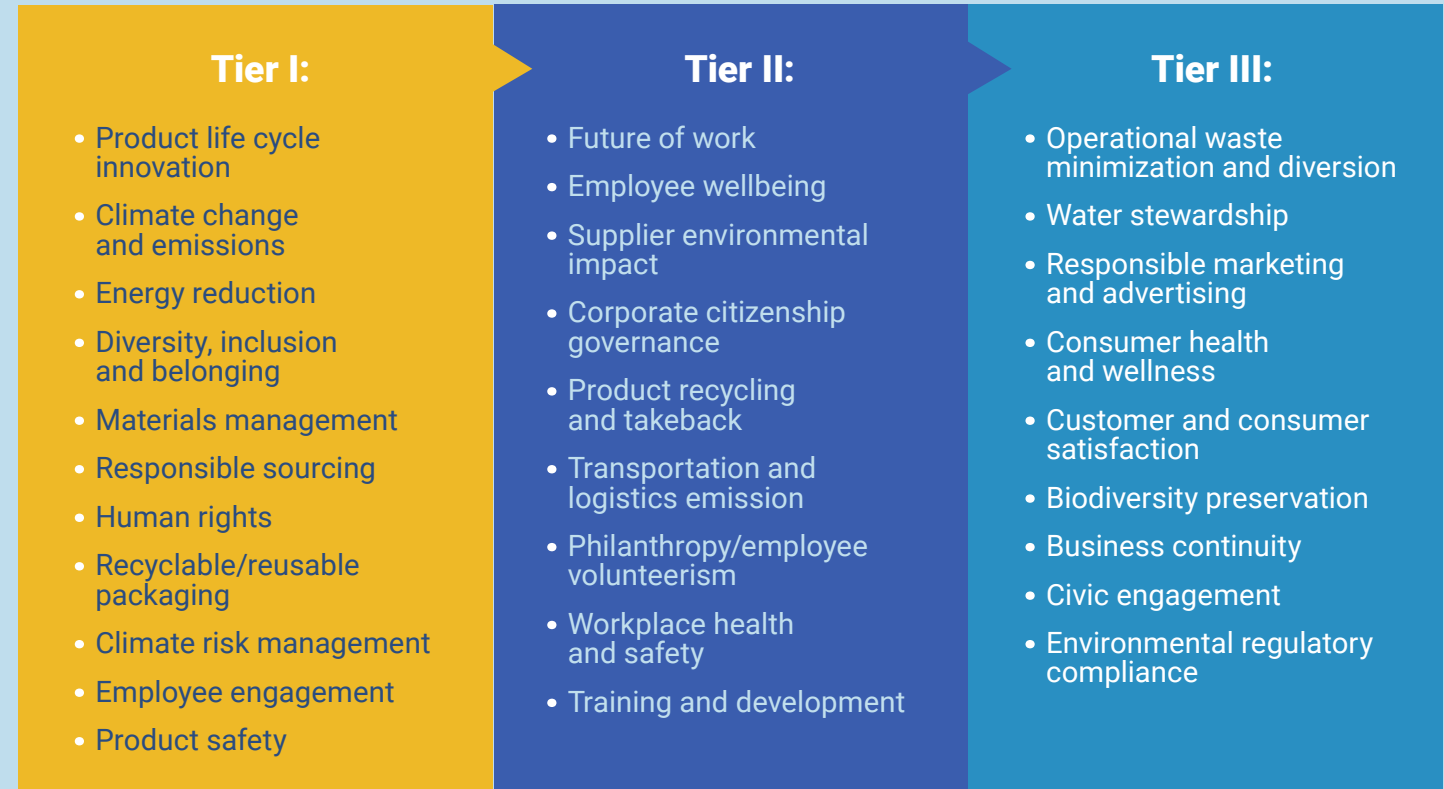 Tier I:
• Product life cycle
innovation
• Climate change
and emissions
• Energy reduction
• Diversity, inclusion
and belonging
• Materials management
• Responsible sourcing
• Human rights
• Recyclable/reusable
packaging
• Climate risk management
• Employee engagement
• Product safety
Tier II:
• Future of work
• Employee wellbeing
• Supplier environmental
impact
• Corporate citizenship
governance
• Product recycling
and takeback
• Transportation and
logistics emission
• Philanthropy/employee
volunteerism
• Workplace health
and safety
• Training and development
Tier III:
• Operational waste
minimization and diversion
• Water stewardship
• Responsible marketing
and advertising
• Consumer health
and wellness
• Customer and consumer
satisfaction
• Biodiversity preservation
• Business continuity
• Civic engagement
• Environmental regulatory
compliance